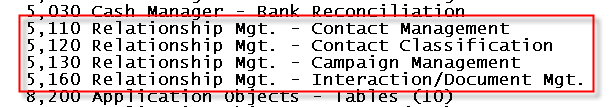 5,030 Cash Manager - Bank Reconciliation
5,110 Relationship Mgt. - Contact Management
5,120 Relationship Mgt. - Contact Classification
5,130 Relationship Mgt. - Campaign Management
5,160 Relationship Mgt. - Interaction/Document Mgt.
8,200 Application Objects - Tables (IO)